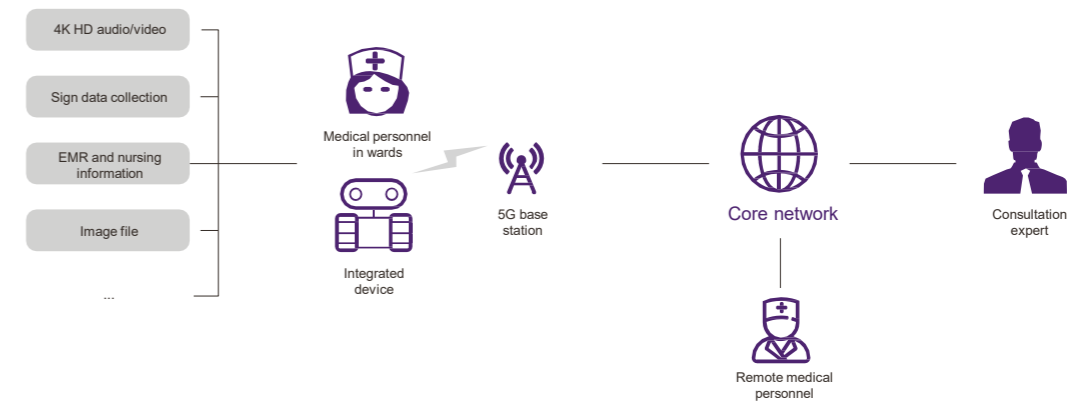 4K HD audio/video
Sign data collection
EMR and nursing
information
Image file
...
Medical personnel
in wards
Integrated
device
5G base
station
Core network
Remote medical
personnel
Consultation
expert